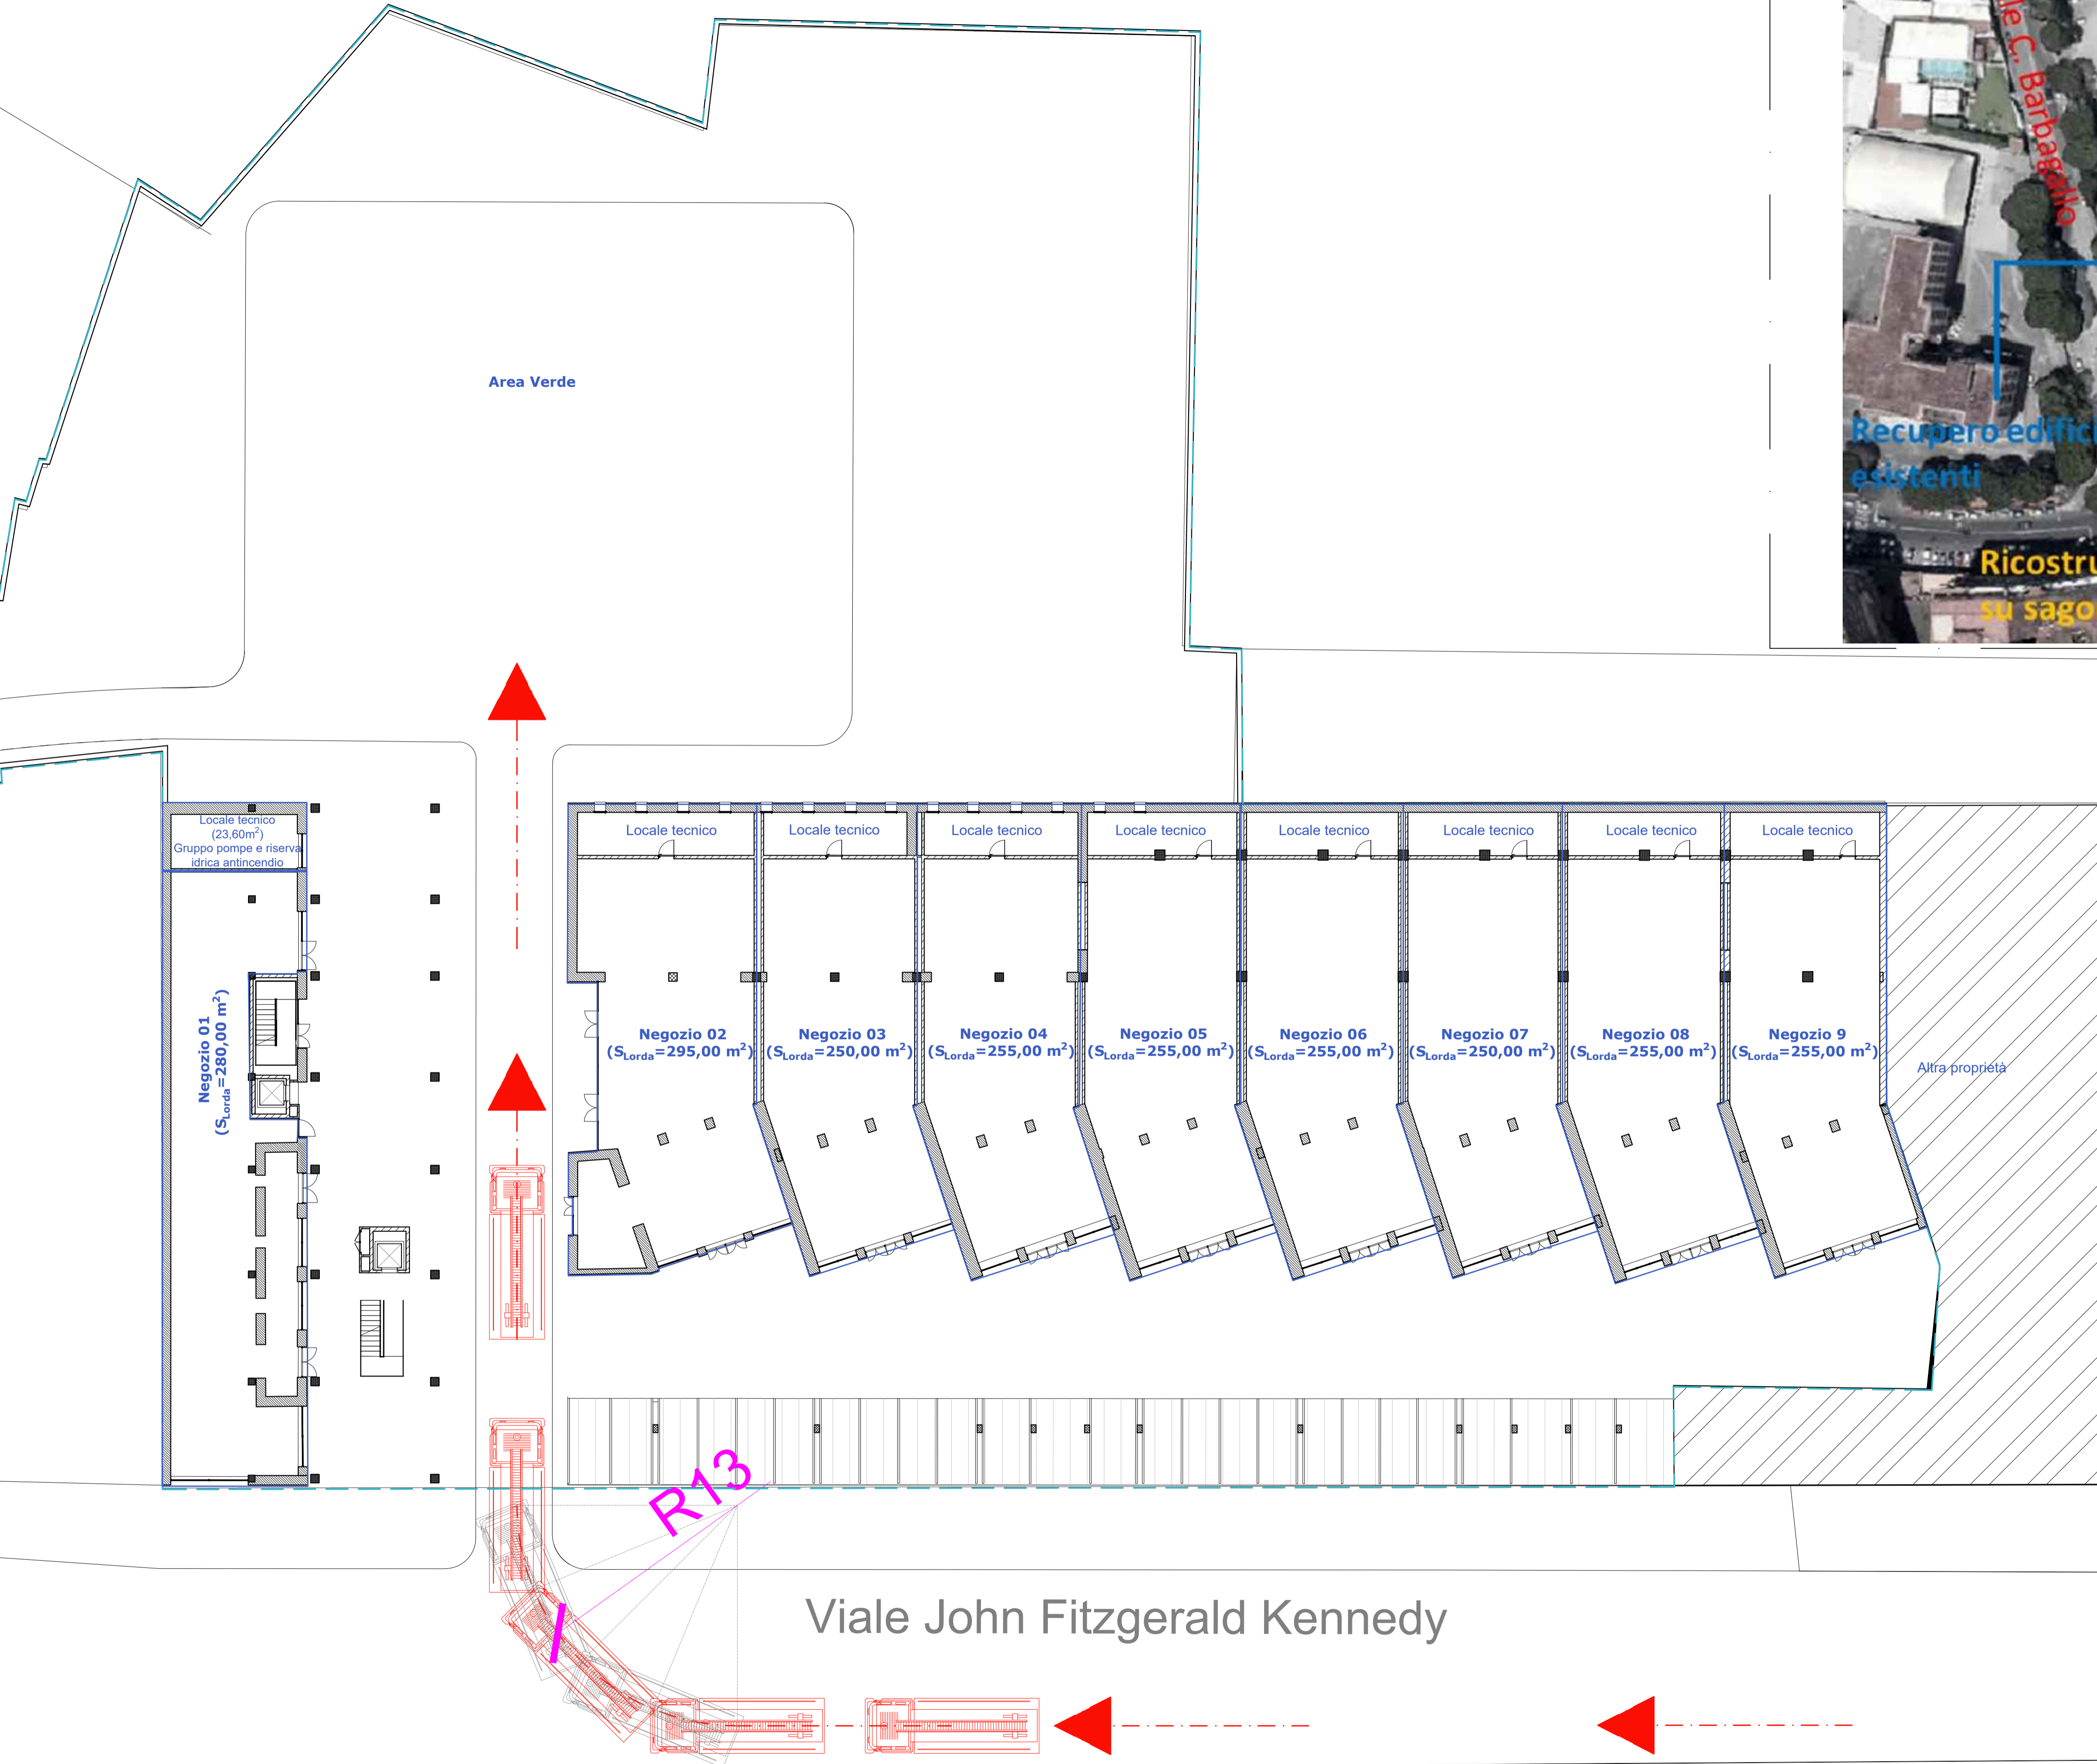 le C. Barbagallo
Area Verde
Recupero edifici
esistenti
Ricostru
su sago
Locale tecnico
(23,60m²)
Gruppo pompe e riserva
idrica antincendio
Locale tecnico
Locale tecnico
Locale tecnico
Locale tecnico
Locale tecnico
Locale tecnico
Locale tecnico
Locale tecnico
Negozio 01
(SLorda=280,00 m²)
Negozio 02
(SLorda=295,00 m²)
Negozio 03
(SLorda=250,00 m²)
Negozio 04
(SLorda=255,00 m²)
Negozio 05
(SLorda=255,00 m²)
Negozio 06
(SLorda=255,00 m²)
Negozio 07
(SLorda=250,00 m²)
Negozio 08
(SLorda=255,00 m²)
Negozio 9
(SLorda=255,00 m²)
Altra proprietà
R13
Viale John Fitzgerald Kennedy